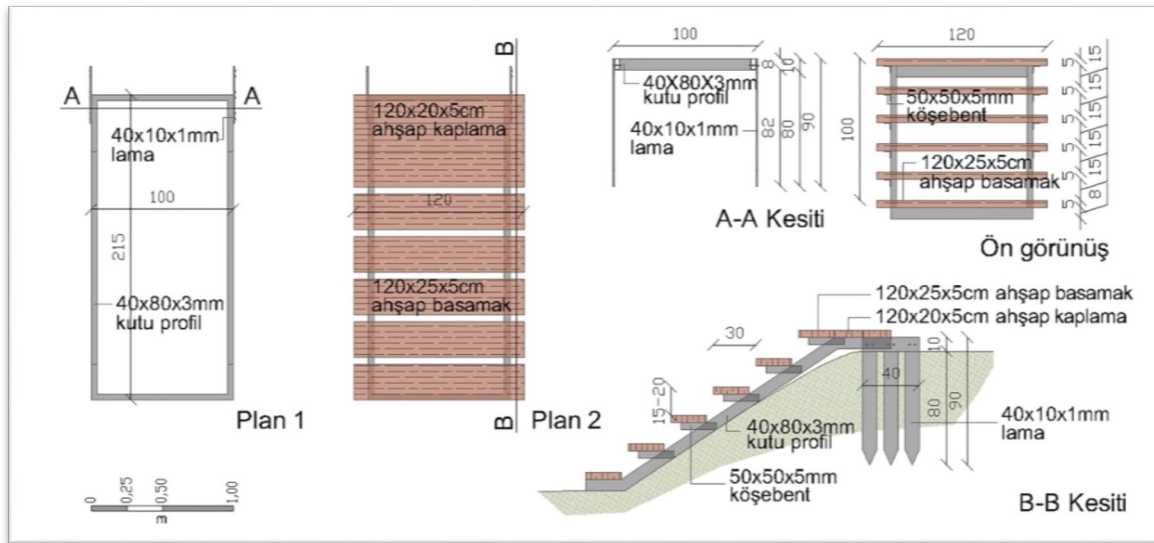 A
A
40x10x1mm
lama
100
215
40x80x3mm
kutu profil
Plan 1
0
0,25
0,50
1,00
m
B
120x20x5cm
ahşap kaplama
120
120x25x5cm
ahşap basamak
B
Plan 2
100
40X80X3mm
kutu profil
40x10x1mm
lama
8
10
82
80
90
A-A Kesiti
120
50x50x5mm
köşebent
100
120x25x5cm
ahşap basamak
5
15
5
15
5
15
5
15
5
15
5
8
Ön görünüş
120x25x5cm ahşap basamak
120x20x5cm ahşap kaplama
30
15-20
40
10
80
90
40x80x3mm
kutu profil
40x10x1mm
lama
50x50x5mm
köşebent
B-B Kesiti